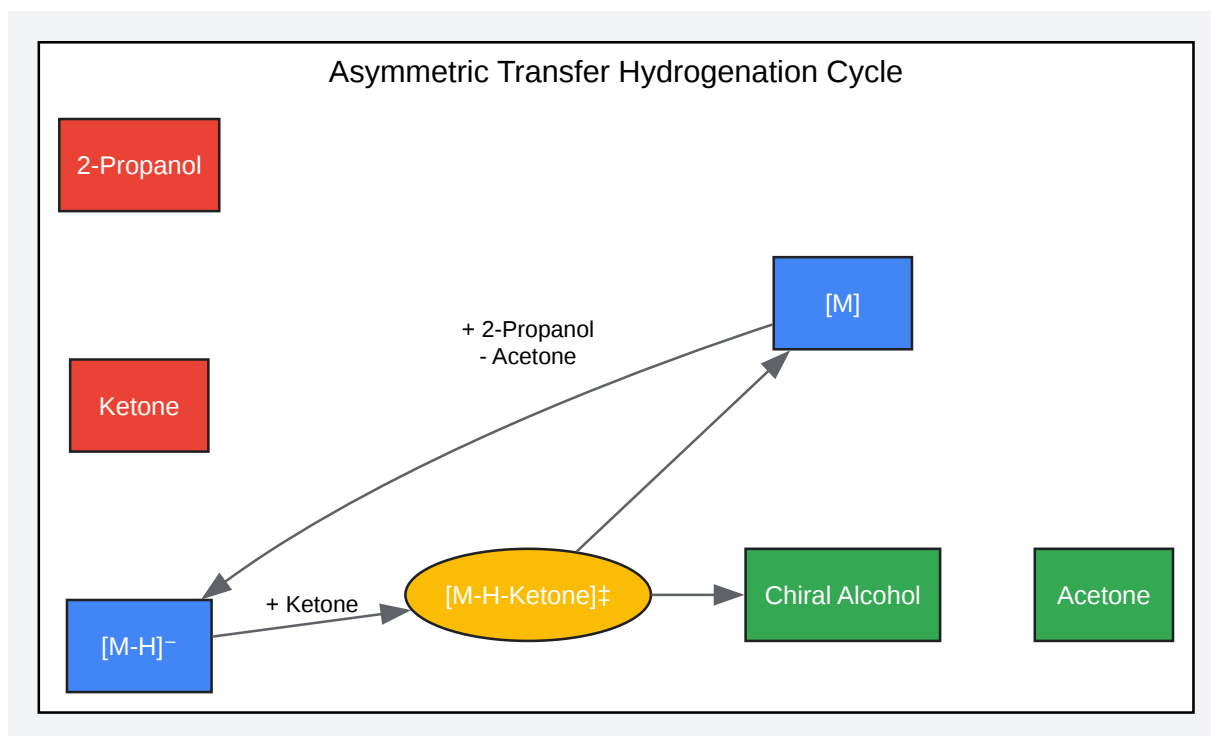 Asymmetric Transfer Hydrogenation Cycle
2-Propanol
[M]
+ 2-Propanol
- Acetone
Ketone
[M-H-Ketone]‡
Chiral Alcohol
Acetone
+ Ketone
[M-H]⁻